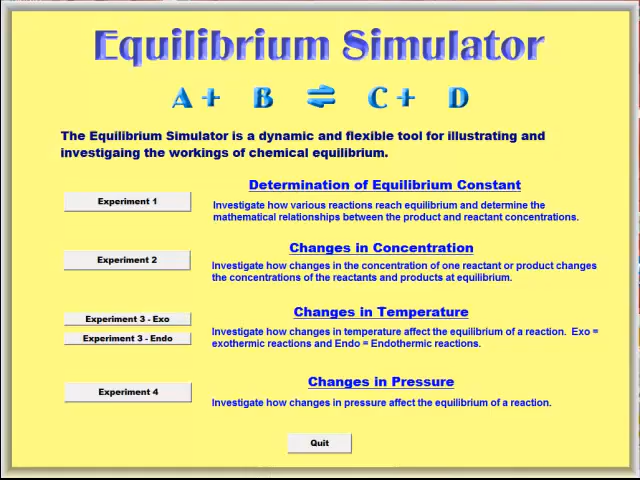 Equilibrium Simulator
A + B ⇌ C + D
The Equilibrium Simulator is a dynamic and flexible tool for illustrating and
investigaing the workings of chemical equilibrium.
Determination of Equilibrium Constant
Experiment 1
Investigate how various reactions reach equilibrium and determine the
mathematical relationships between the product and reactant concentrations.
Changes in Concentration
Experiment 2
Investigate how changes in the concentration of one reactant or product changes
the concentrations of the reactants and products at equilibrium.
Changes in Temperature
Experiment 3 - Exo
Experiment 3 - Endo
Investigate how changes in temperature affect the equilibrium of a reaction. Exo =
exothermic reactions and Endo = Endothermic reactions.
Changes in Pressure
Experiment 4
Investigate how changes in pressure affect the equilibrium of a reaction.
Quit